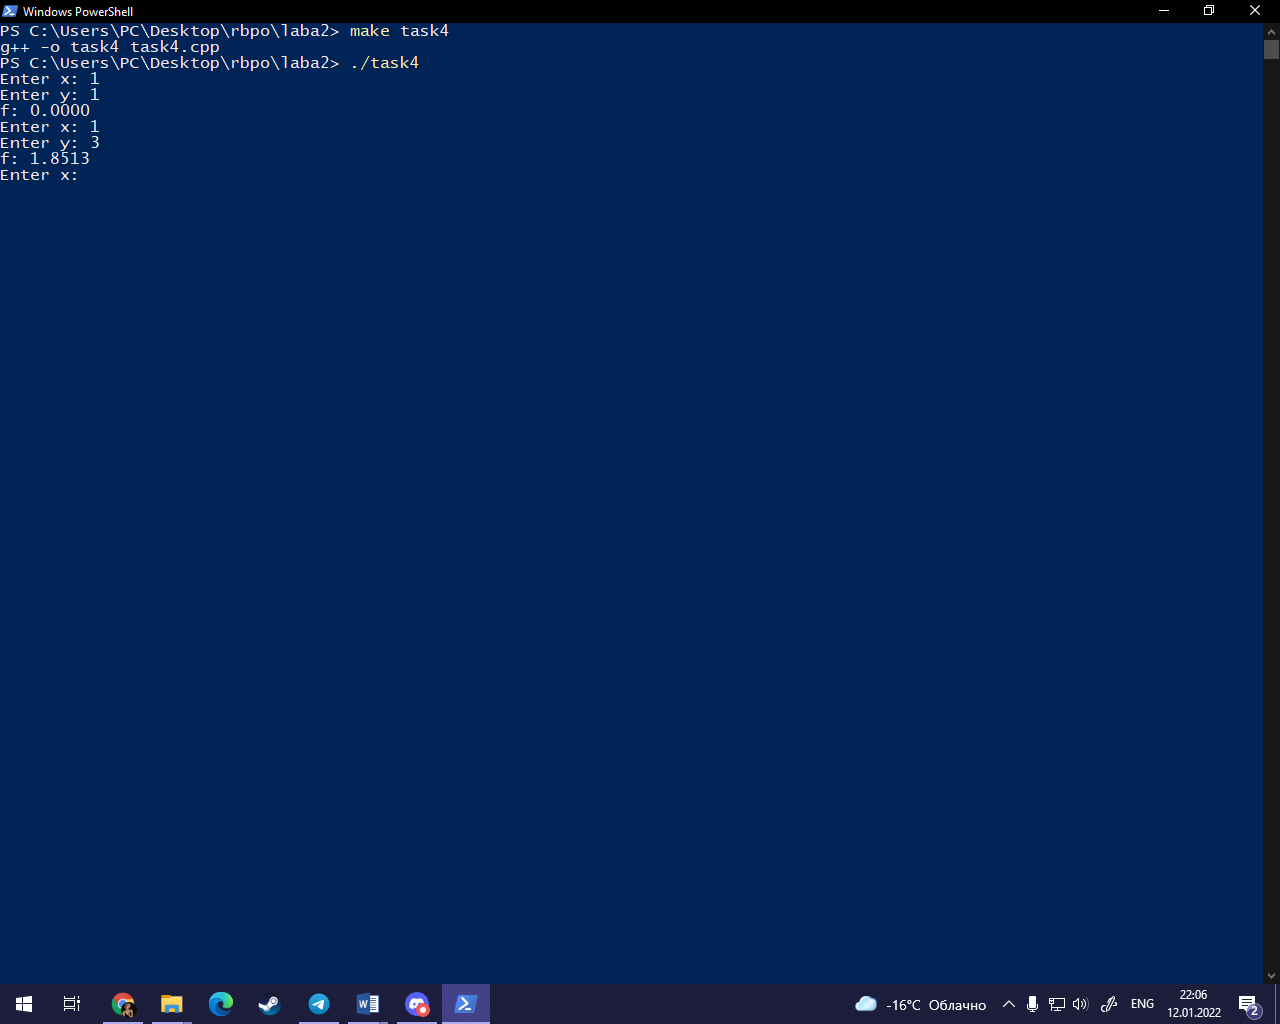 Windows PowerShell
PS C:\Users\PC\Desktop\rbpo\laba2> make task4
g++ -o task4 task4.cpp
PS C:\Users\PC\Desktop\rbpo\laba2> ./task4
Enter x: 1
Enter y: 1
f: 0.0000
Enter x: 1
Enter y: 3
f: 1.8513
Enter x:
-16°C Облачно
ENG
22:06
12.01.2022
2